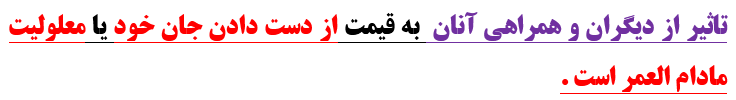 تاثیر از دیگران و همراهی آنان به قیمت از دست دادن جان خود یا معلولیت
مادام العمر است .